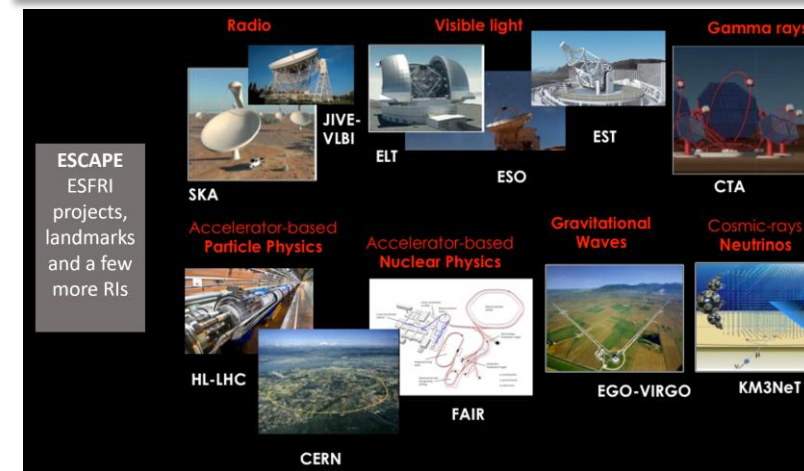 Radio
Visible light
Gamma rays
JIVE-
VLBI
ELT
EST
ESO
SKA
CTA
ESCAPE
ESFRI
projects,
landmarks
and a few
more RIs
Accelerator-based
Particle Physics
Accelerator-based
Nuclear Physics
Gravitational
Waves
Cosmic-rays
Neutrinos
HL-LHC
CERN
FAIR
EGO-VIRGO
KM3NeT